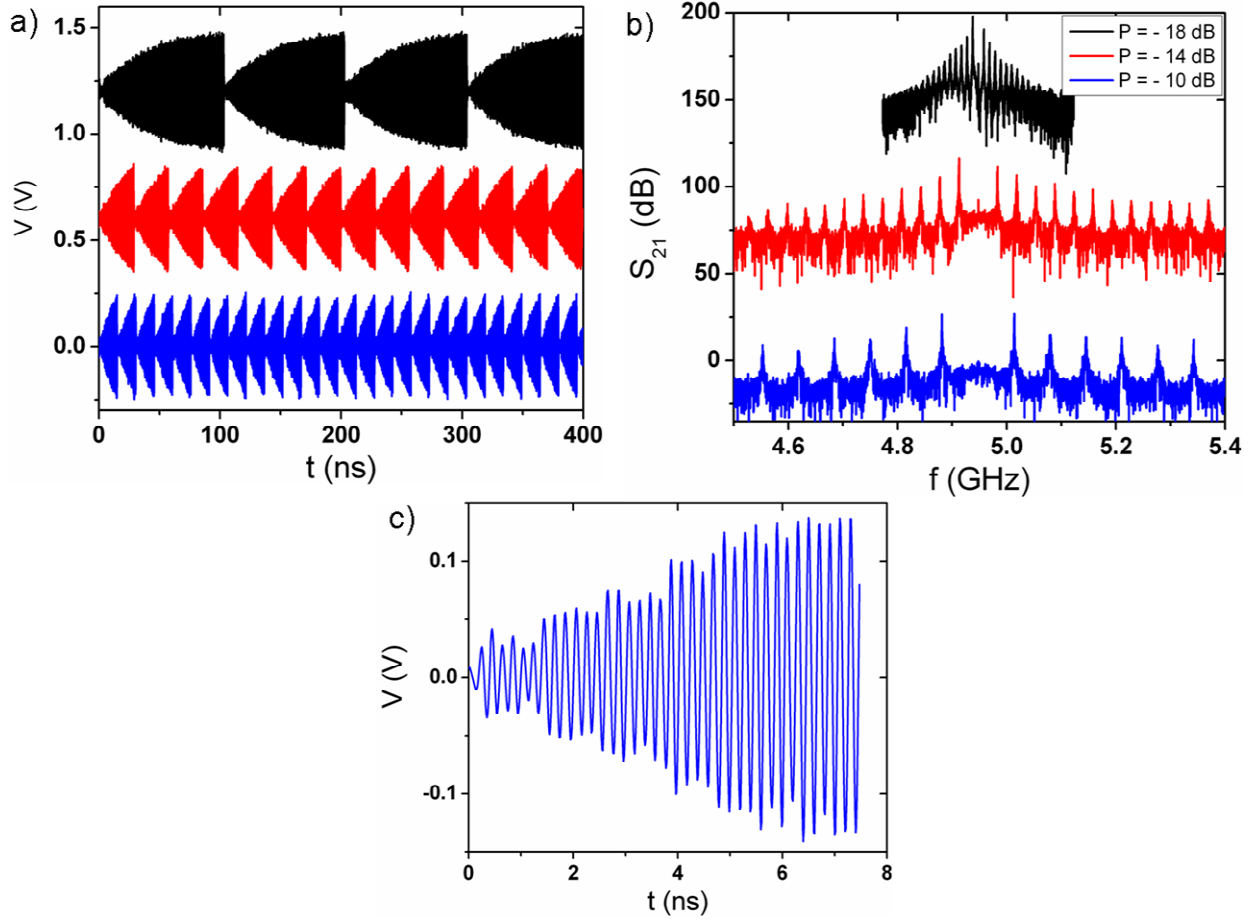 a)
1.5
1.0
0.5
0.0
V (V)
0
100
200
300
400
t (ns)
b)
200
150
100
50
0
S21 (dB)
P = - 18 dB
P = - 14 dB
P = - 10 dB
4.6
4.8
5.0
5.2
5.4
f (GHz)
c)
0.1
0.0
-0.1
V (V)
0
2
4
6
8
t (ns)